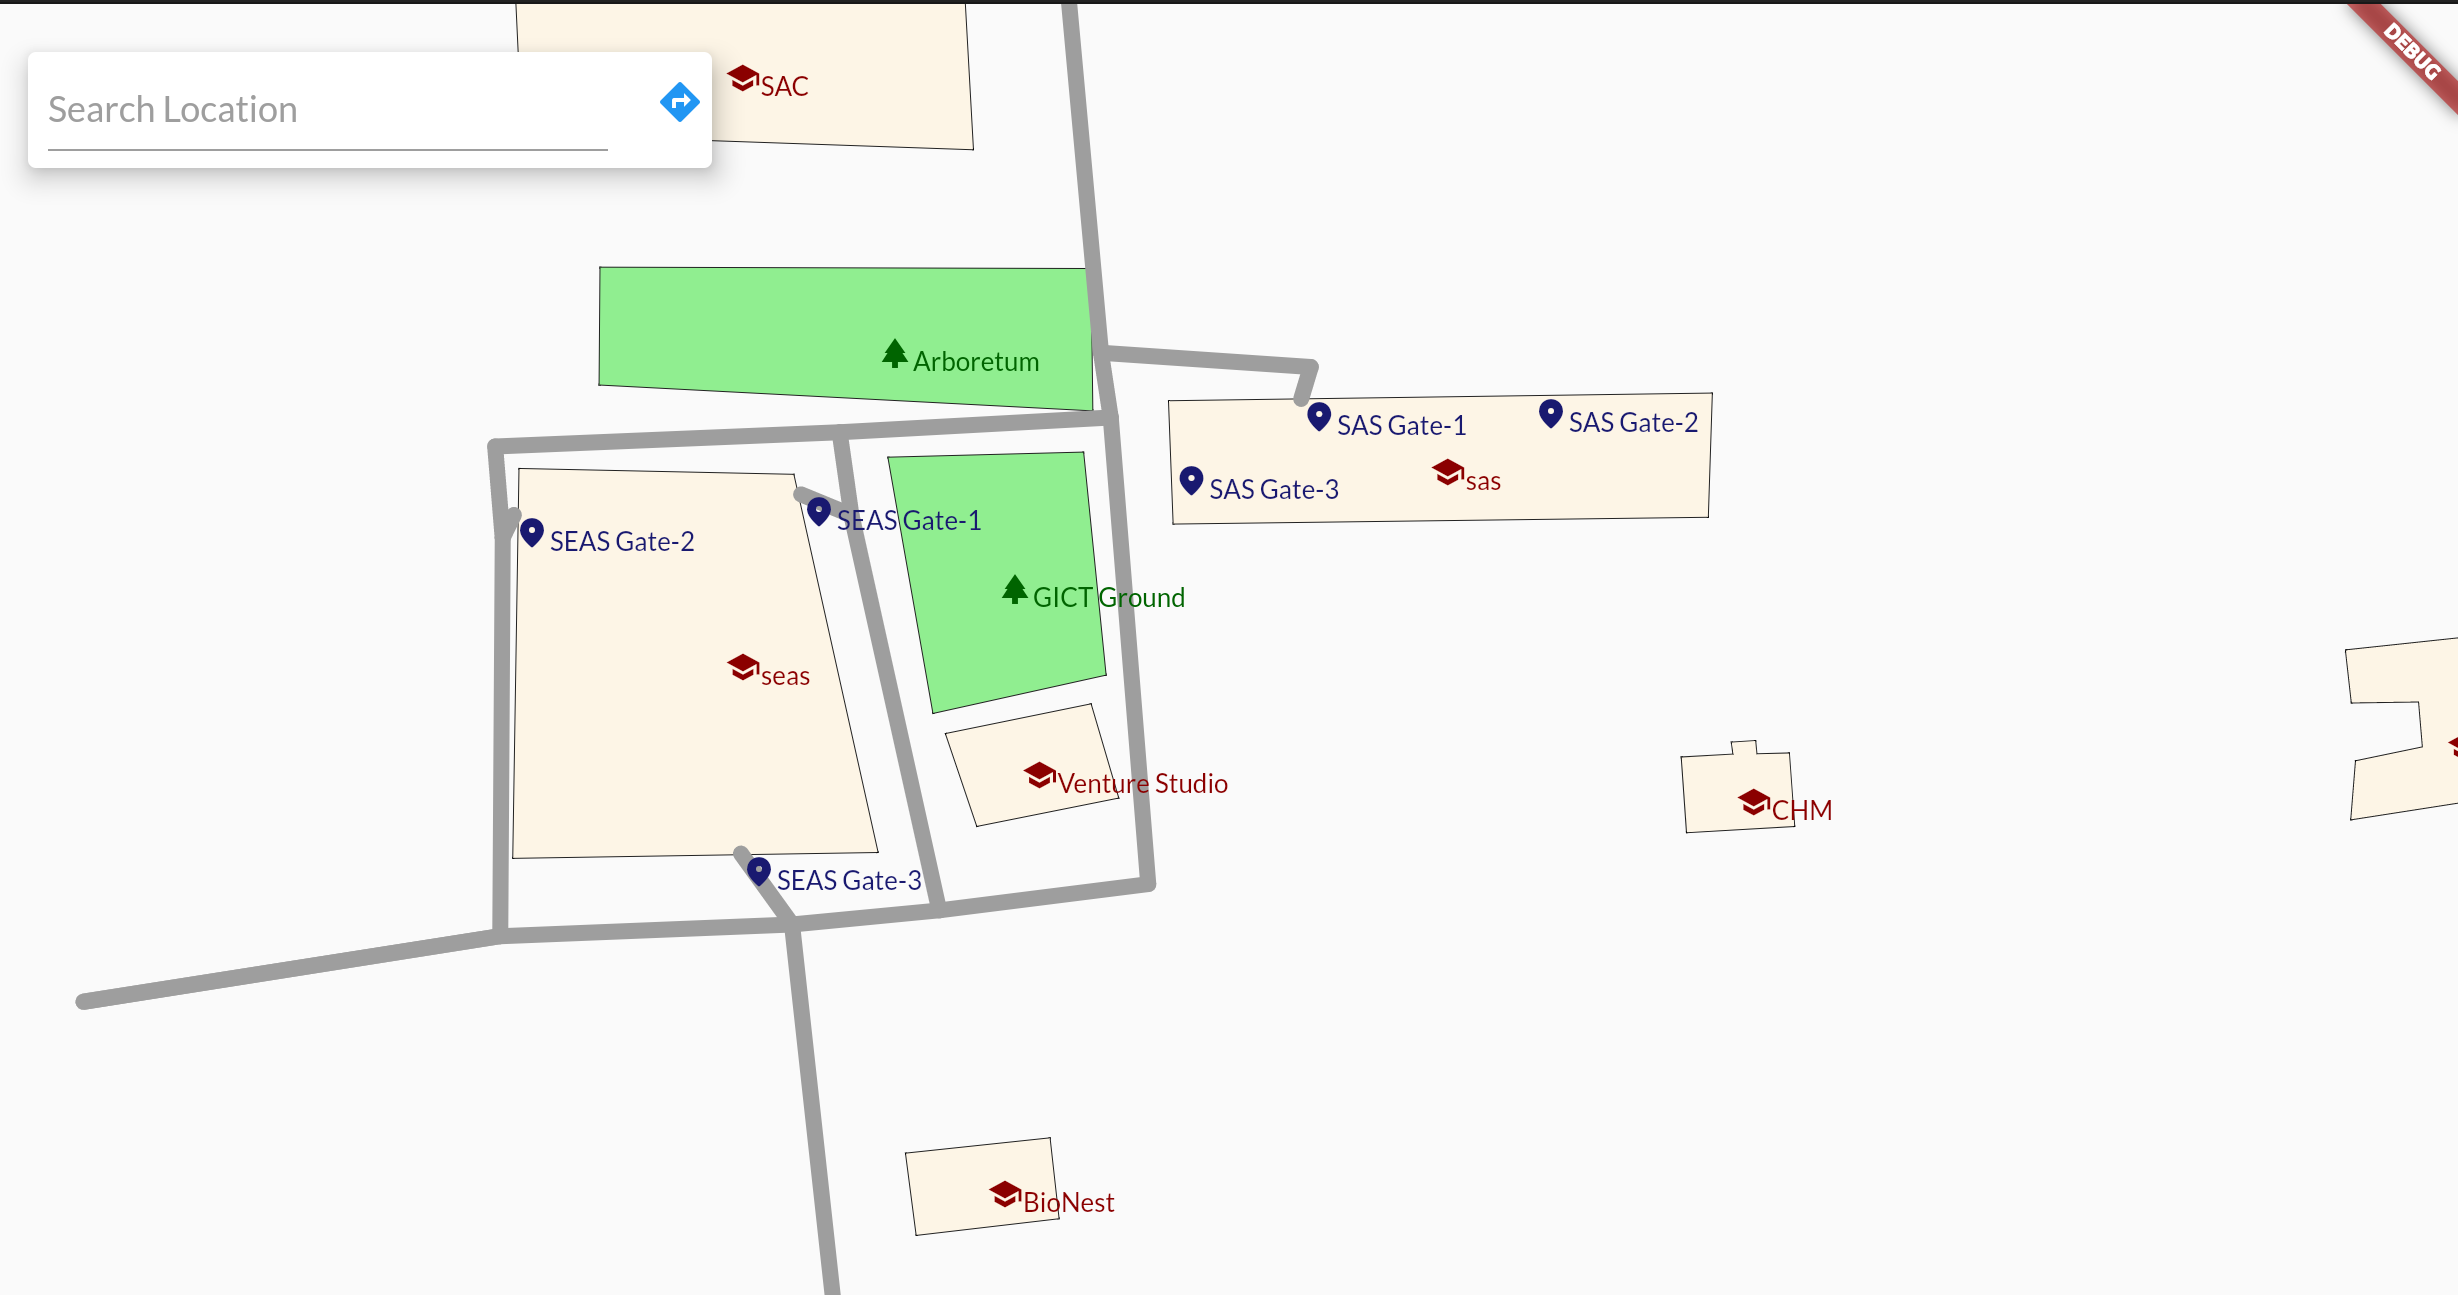 DEBUG
SAC
Search Location
Arboretum
SAS Gate-1
SAS Gate-2
sas
SAS Gate-3
SEAS Gate-1
SEAS Gate-2
GICT Ground
seas
Venture Studio
CHM
SEAS Gate-3
BioNest